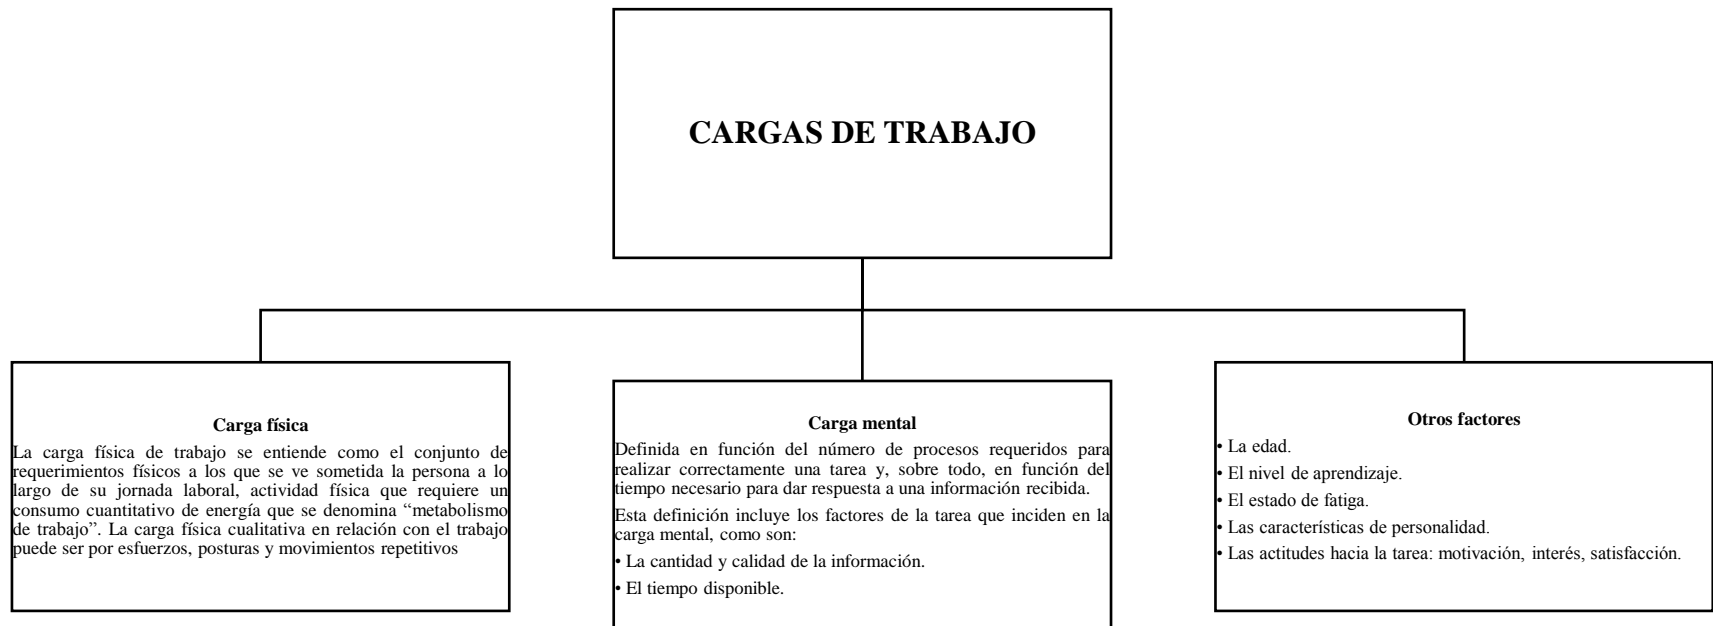 CARGAS DE TRABAJO
Carga física
La carga física de trabajo se entiende como el conjunto de
requerimientos físicos a los que se ve sometida la persona a lo
largo de su jornada laboral, actividad física que requiere un
consumo cuantitativo de energía que se denomina “metabolismo
de trabajo”. La carga física cualitativa en relación con el trabajo
puede ser por esfuerzos, posturas y movimientos repetitivos
Carga mental
Definida en función del número de procesos requeridos para
realizar correctamente una tarea y, sobre todo, en función del
tiempo necesario para dar respuesta a una información recibida.
Esta definición incluye los factores de la tarea que inciden en la
carga mental, como son:
• La cantidad y calidad de la información.
• El tiempo disponible.
Otros factores
• La edad.
• El nivel de aprendizaje.
• El estado de fatiga.
• Las características de personalidad.
• Las actitudes hacia la tarea: motivación, interés, satisfacción.